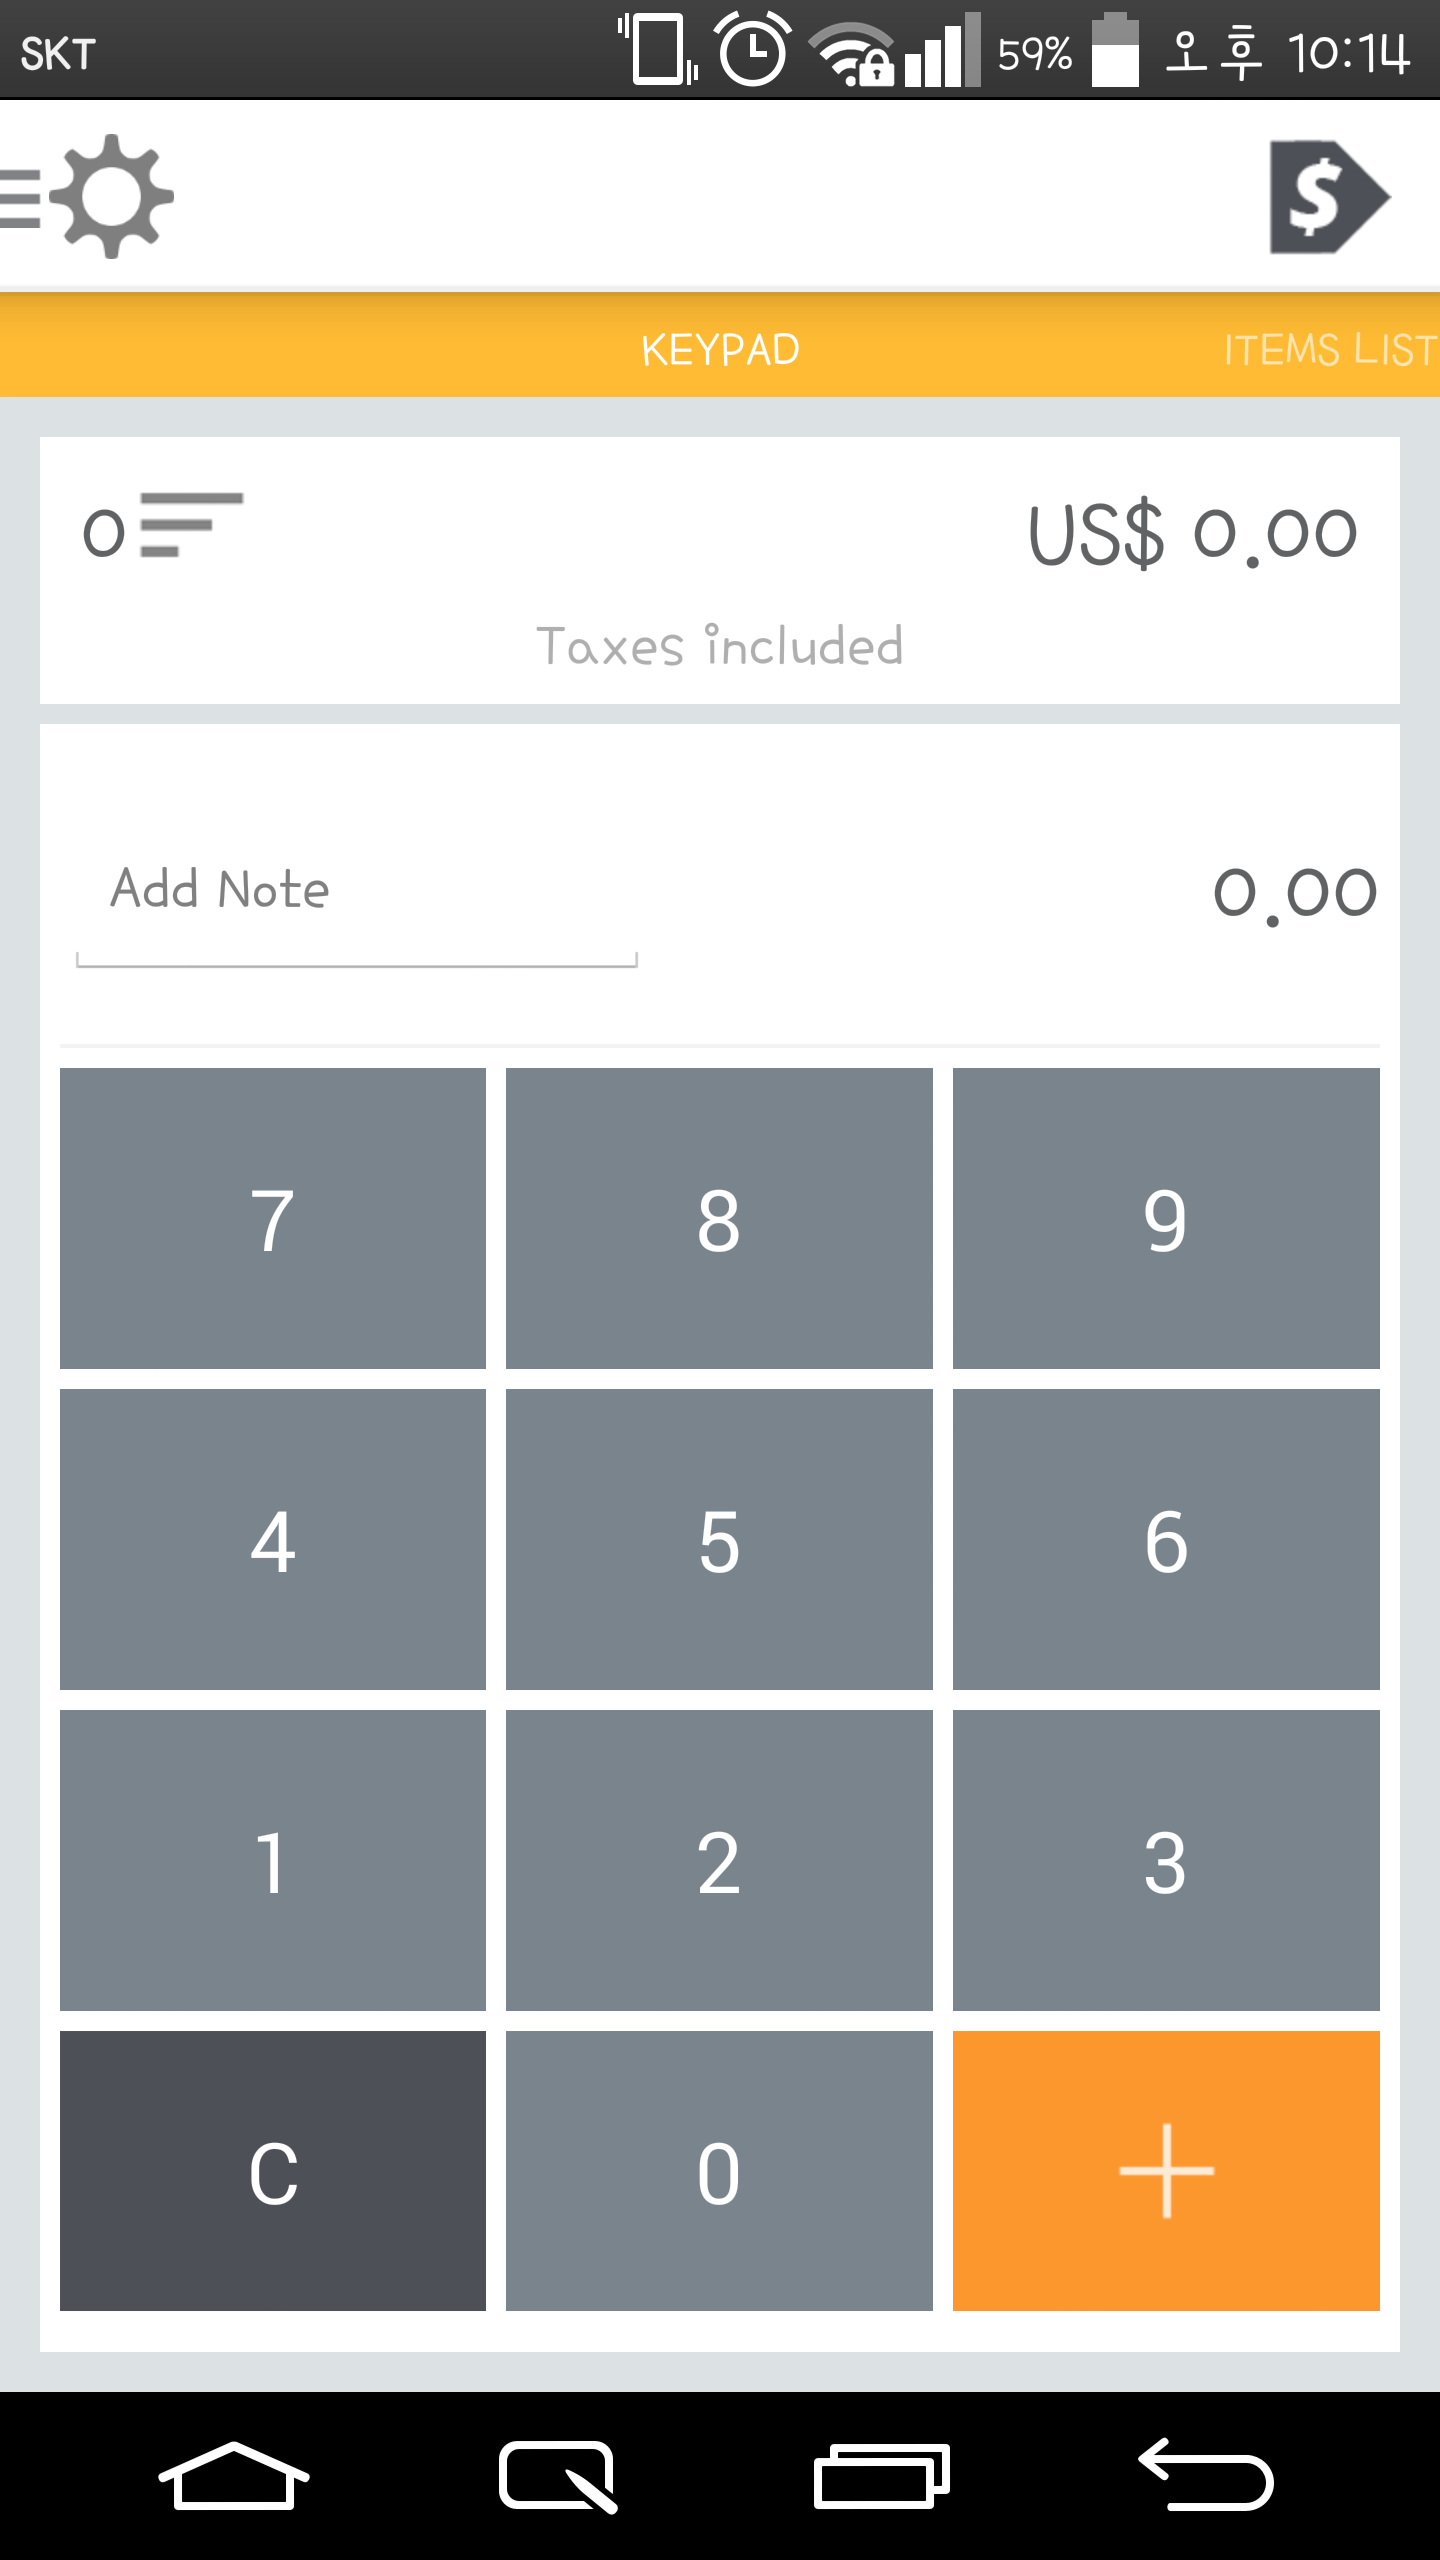 SKT 59% 오후 10:14
$
KEYPAD ITEMS LIST
0 US$ 0.00
Taxes included
Add Note 0.00
7 8 9
4 5 6
1 2 3
C 0 +